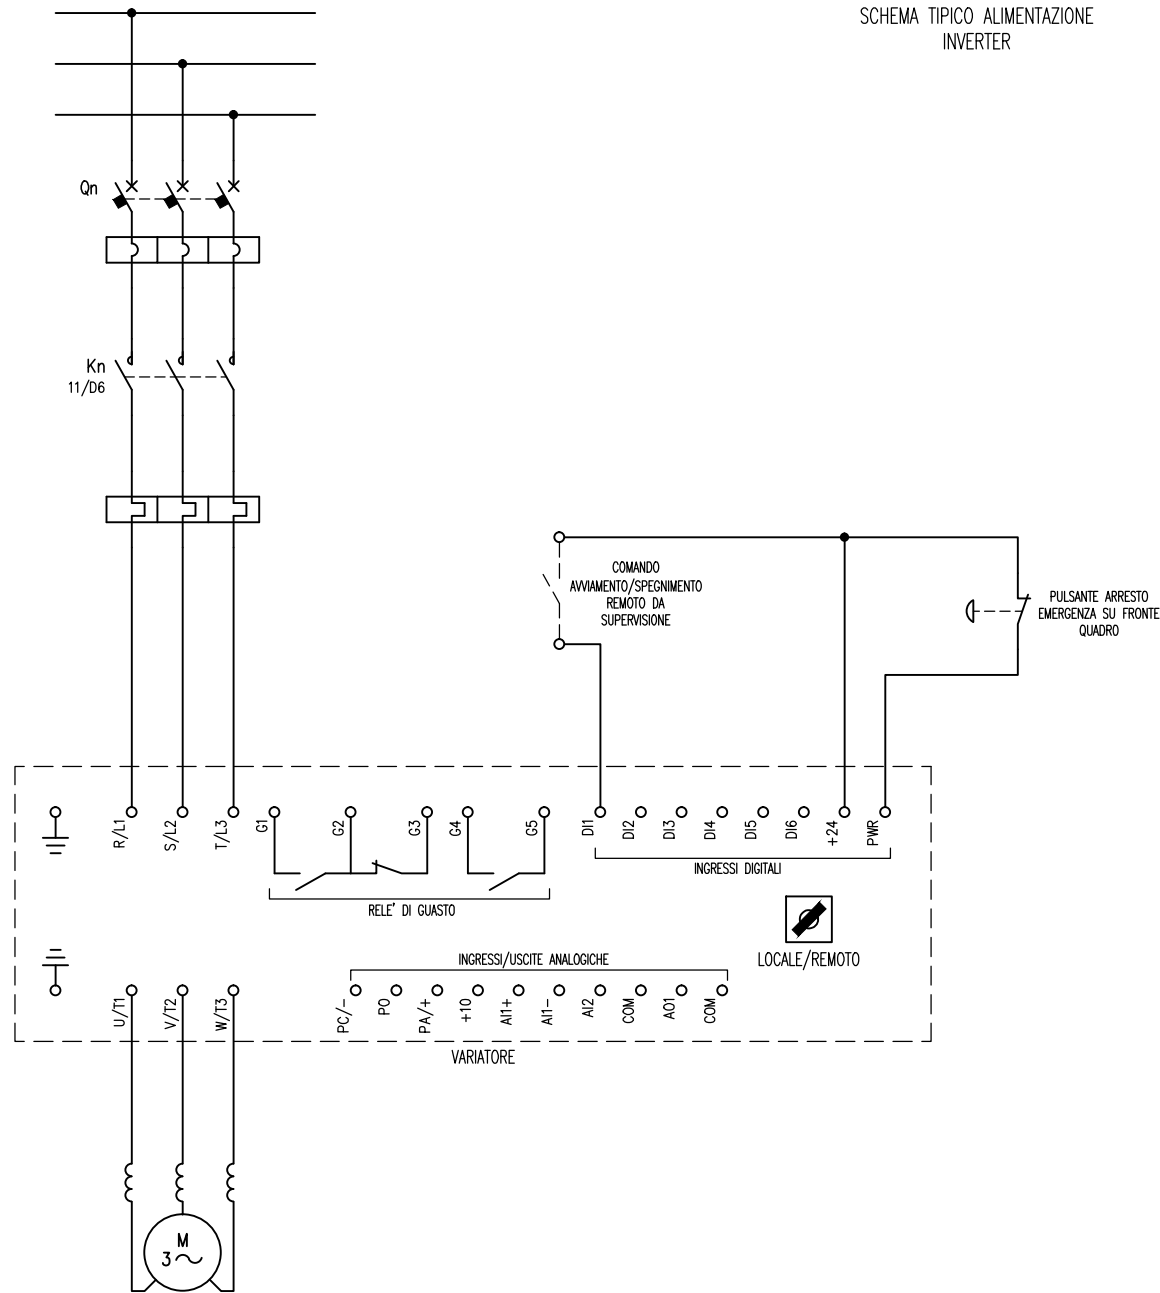 SCHEMA TIPICO ALIMENTAZIONE
INVERTER
Qn
Kn
11/D6
COMANDO
AVVIAMENTO/SPEGNIMENTO
REMOTO DA
SUPERVISIONE
PULSANTE ARRESTO
EMERGENZA SU FRONTE
QUADRO
R/L1
S/L2
T/L3
G1
G2
G3
G4
G5
DI1
DI2
DI3
DI4
DI5
DI6
+24
PWR
INGRESSI DIGITALI
RELE' DI GUASTO
LOCALE/REMOTO
INGRESSI/USCITE ANALOGICHE
U/T1
V/T2
W/T3
PC/-
PO
PA/+
+10
AI1+
AI1-
AI2
COM
AO1
COM
VARIATORE
M
3